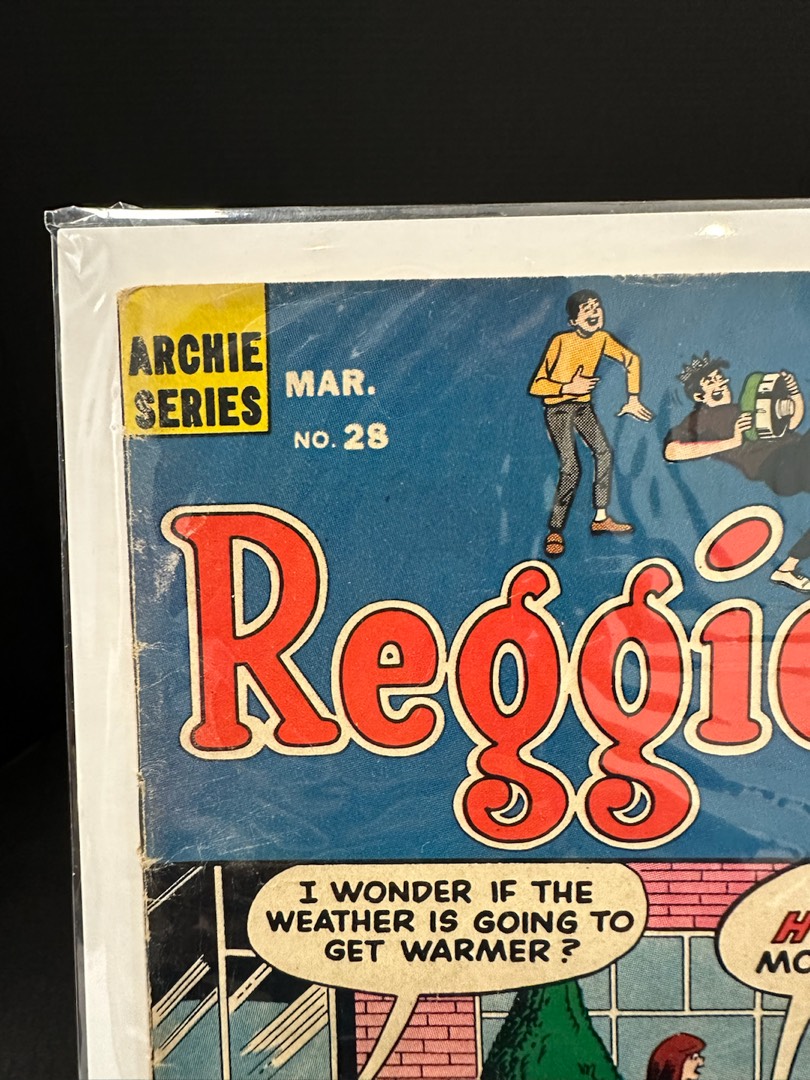 ARCHIE
SERIES
MAR.
NO. 28
Reggie
I WONDER IF THE
WEATHER IS GOING TO
GET WARMER?